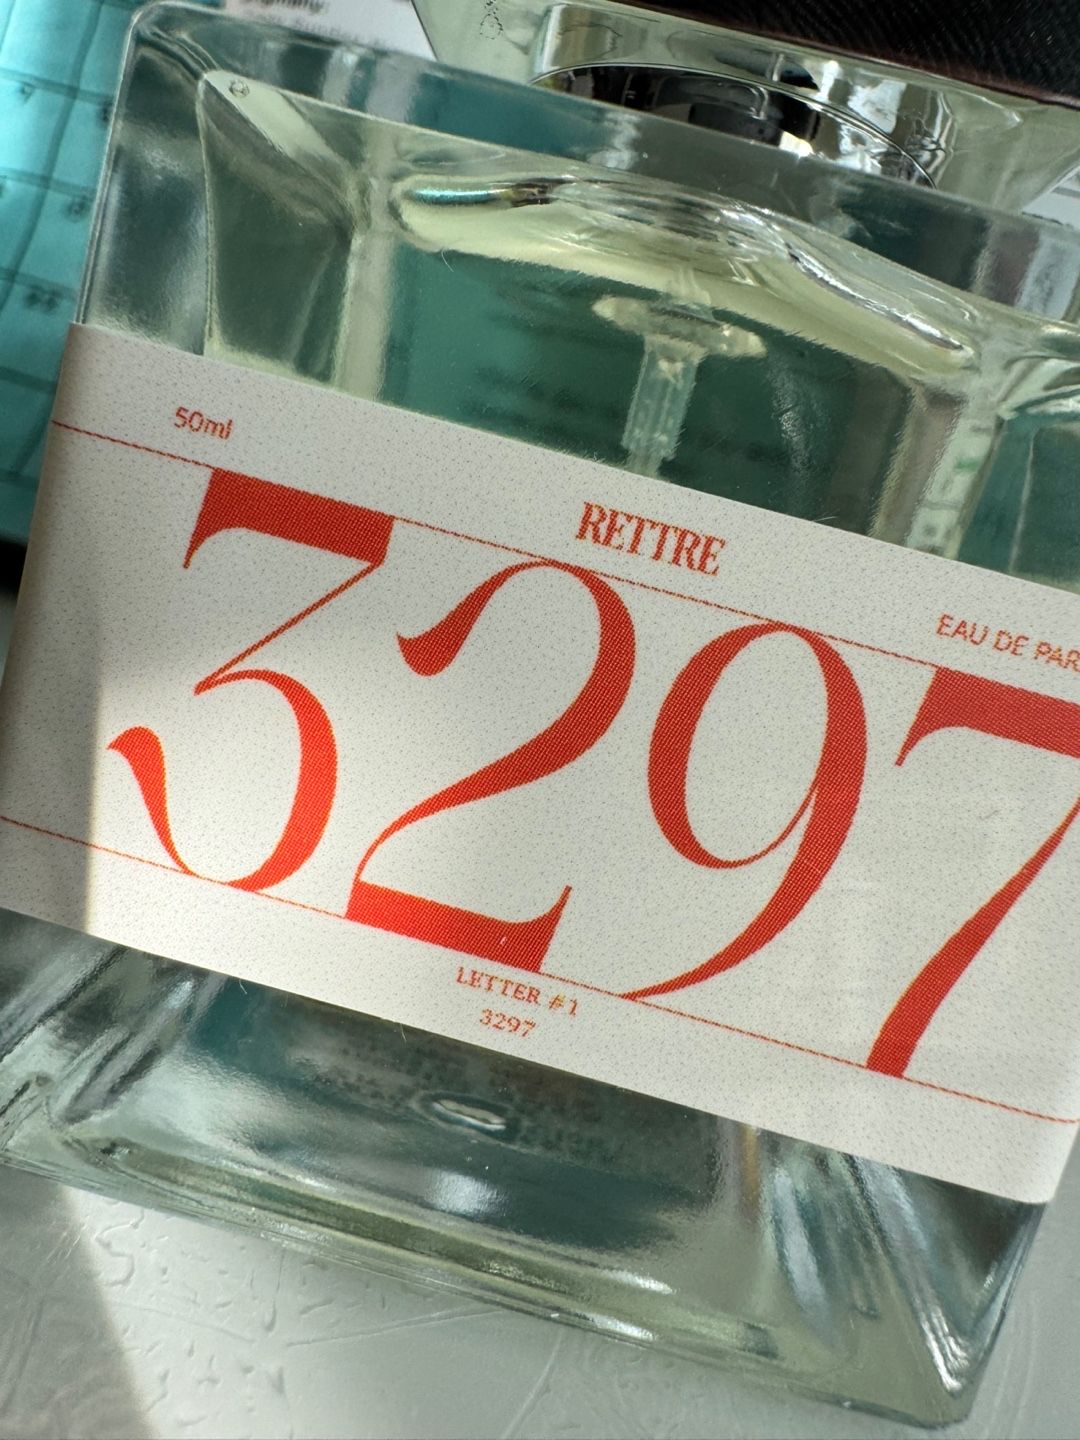 50ml
RETTRE
EAU DE PAR
3297
LETTER #1
3297